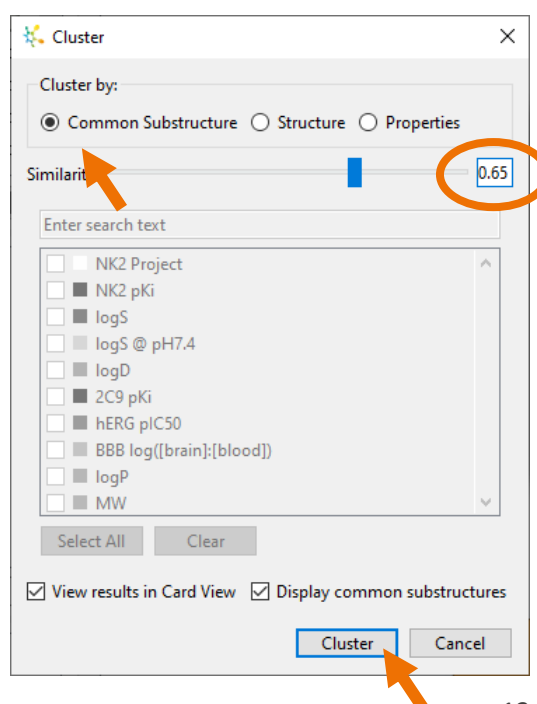 Cluster
Cluster by:
Common Substructure Structure Properties
Similarit 0.65
Enter search text
NK2 Project
NK2 pKi
logS
logS @ pH7.4
logD
2C9 pKi
hERG pIC50
BBB log([brain]:[blood])
logP
MW
Select All Clear
View results in Card View Display common substructures
Cluster Cancel